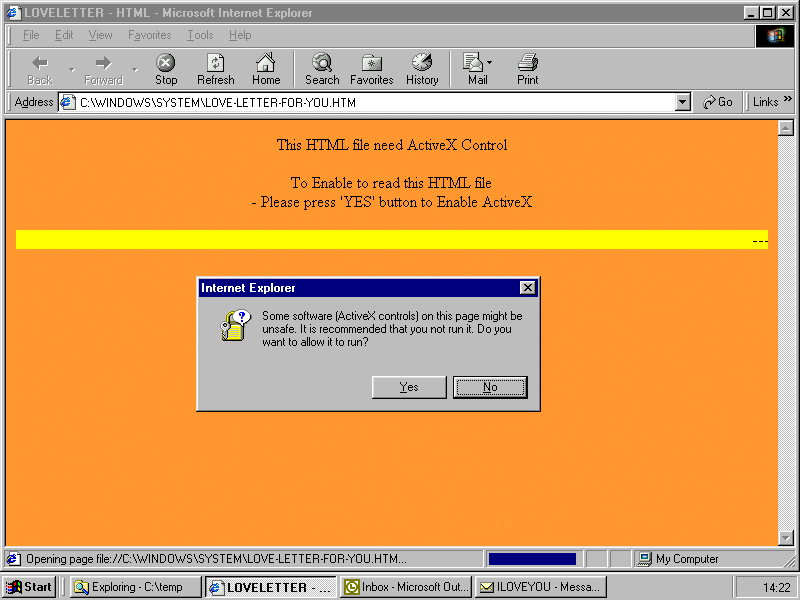 LOVELETTER - HTML - Microsoft Internet Explorer
File Edit View Favorites Tools Help
Back Forward Stop Refresh Home Search Favorites History Mail Print
Address C:\WINDOWS\SYSTEM\LOVE-LETTER-FOR-YOU.HTM Go Links »
This HTML file need ActiveX Control
To Enable to read this HTML file
- Please press 'YES' button to Enable ActiveX
---
Internet Explorer
Some software (ActiveX controls) on this page might be
unsafe. It is recommended that you not run it. Do you
want to allow it to run?
Yes No
Opening page file://C:\WINDOWS\SYSTEM\LOVE-LETTER-FOR-YOU.HTM... My Computer
Start Exploring - C:\temp LOVELETTER - ... Inbox - Microsoft Out... ILOVEYOU - Messa... 14:22